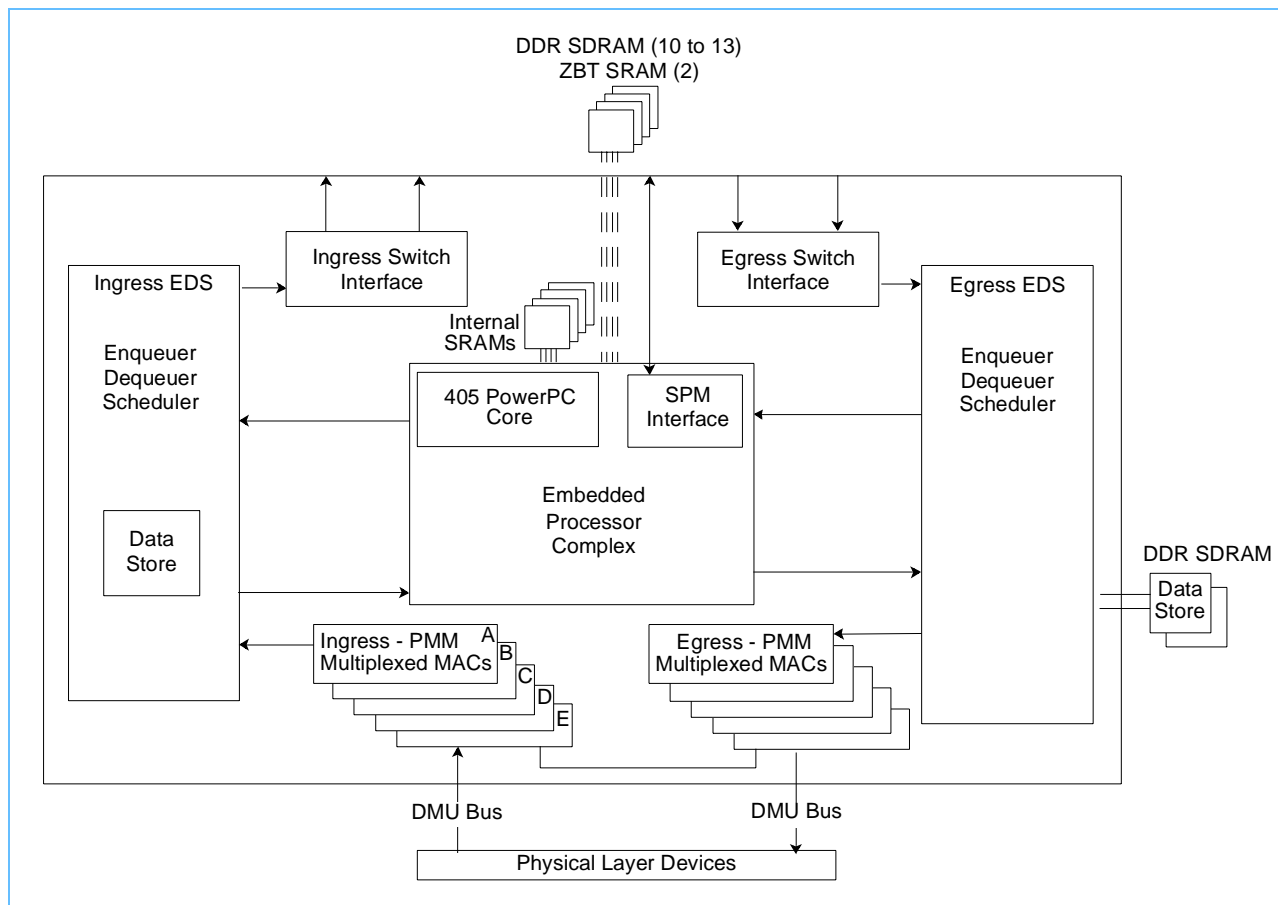 DDR SDRAM (10 to 13)
ZBT SRAM (2)
Ingress Switch
Interface
Egress Switch
Interface
Ingress EDS
Enqueuer
Dequeuer
Scheduler
Data
Store
Internal
SRAMs
405 PowerPC
Core
SPM
Interface
Embedded
Processor
Complex
Egress EDS
Enqueuer
Dequeuer
Scheduler
DDR SDRAM
Data
Store
Ingress - PMM
Multiplexed MACs
A
B
C
D
E
Egress - PMM
Multiplexed MACs
DMU Bus
DMU Bus
Physical Layer Devices